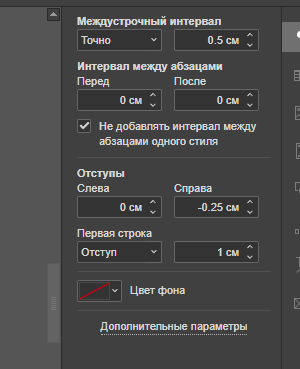 Междустрочный интервал
Точно 0.5 см
Интервал между абзацами
Перед После
0 см 0 см
Не добавлять интервал между
абзацами одного стиля
Отступы
Слева Справа
0 см -0.25 см
Первая строка
Отступ 1 см
Цвет фона
Дополнительные параметры